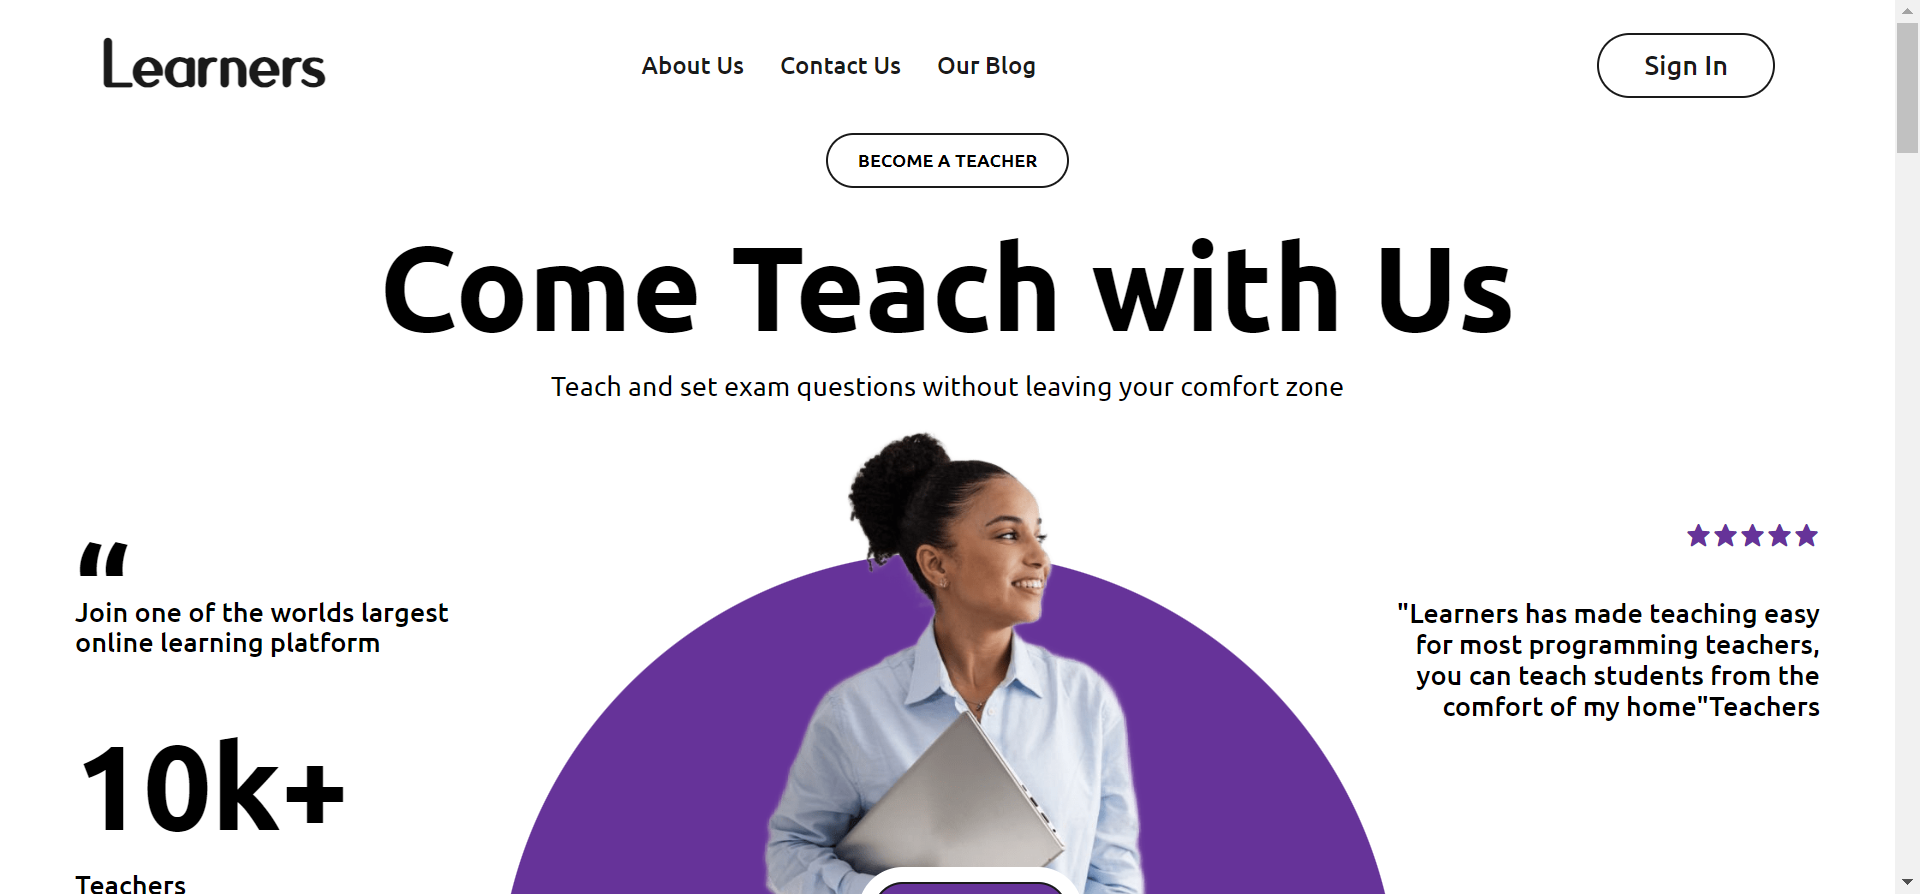 Learners
About Us
Contact Us
Our Blog
Sign In
BECOME A TEACHER
Come Teach with Us
Teach and set exam questions without leaving your comfort zone
“
Join one of the worlds largest
online learning platform
10k+
Teachers
"Learners has made teaching easy
for most programming teachers,
you can teach students from the
comfort of my home"Teachers